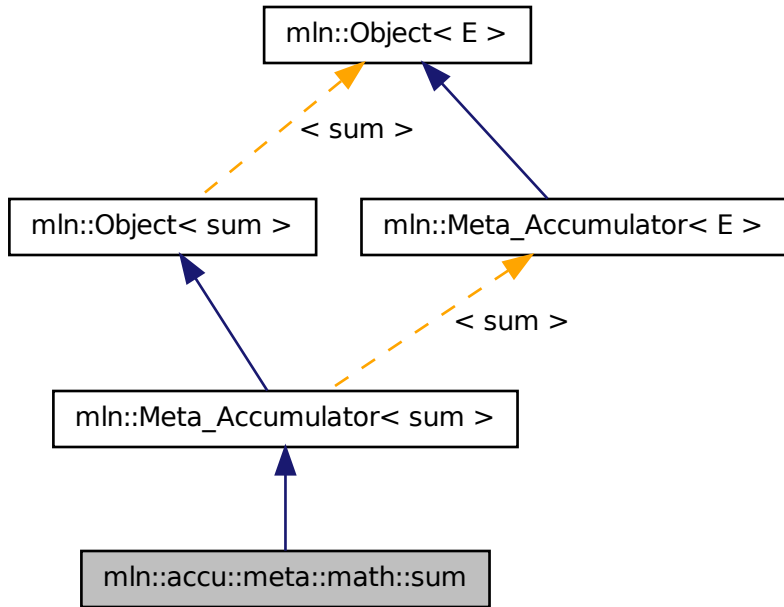 mln::Object< E >
< sum >
mln::Object< sum >
mln::Meta_Accumulator< E >
< sum >
mln::Meta_Accumulator< sum >
mln::accu::meta::math::sum